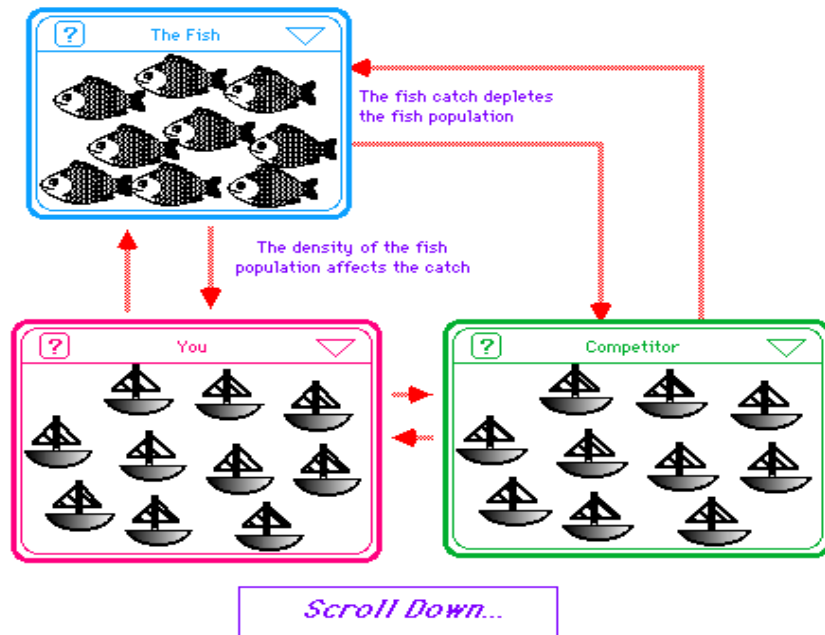 ? The Fish
The fish catch depletes
the fish population
The density of the fish
population affects the catch
? You
? Competitor
Scroll Down...